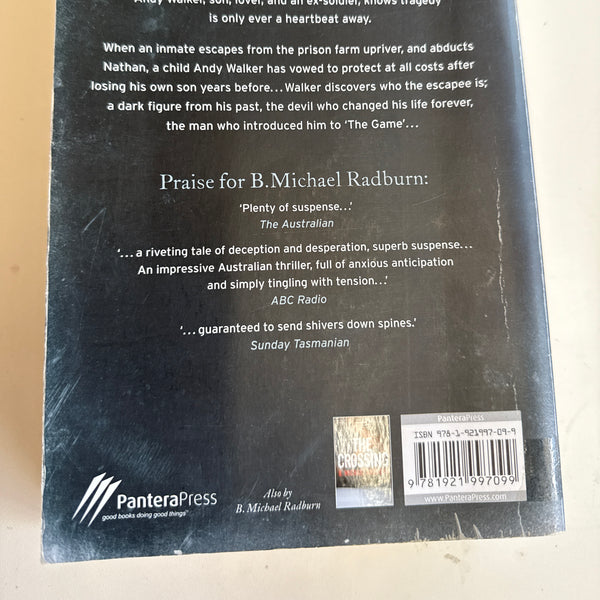 Andy Walker, son, lover, and an ex-soldier, knows tragedy
is only ever a heartbeat away.
When an inmate escapes from the prison farm upriver, and abducts
Nathan, a child Andy Walker has vowed to protect at all costs after
losing his own son years before... Walker discovers who the escapee is;
a dark figure from his past, the devil who changed his life forever,
the man who introduced him to ‘The Game’...
Praise for B. Michael Radburn:
‘Plenty of suspense...’
The Australian
‘... a riveting tale of deception and desperation, superb suspense...
An impressive Australian thriller, full of anxious anticipation
and simply tingling with tension...’
ABC Radio
‘... guaranteed to send shivers down spines.’
Sunday Tasmanian
PanteraPress
good books doing good things™
Also by
B. Michael Radburn
THE
CROSSING
PanteraPress
ISBN 978-1-921997-09-9
9 781921 997099
www.PanteraPress.com